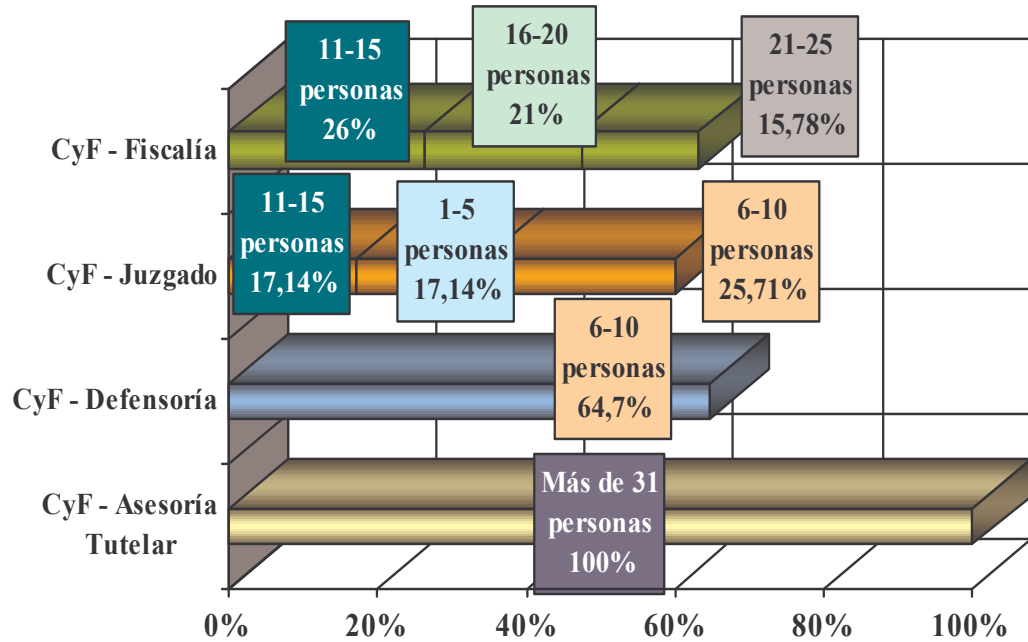 11-15
personas
26%
16-20
personas
21%
21-25
personas
15,78%
CyF - Fiscalía
11-15
personas
17,14%
1-5
personas
17,14%
6-10
personas
25,71%
CyF - Juzgado
6-10
personas
64,7%
CyF - Defensoría
Más de 31
personas
100%
CyF - Asesoría
Tutelar
0%
20%
40%
60%
80%
100%